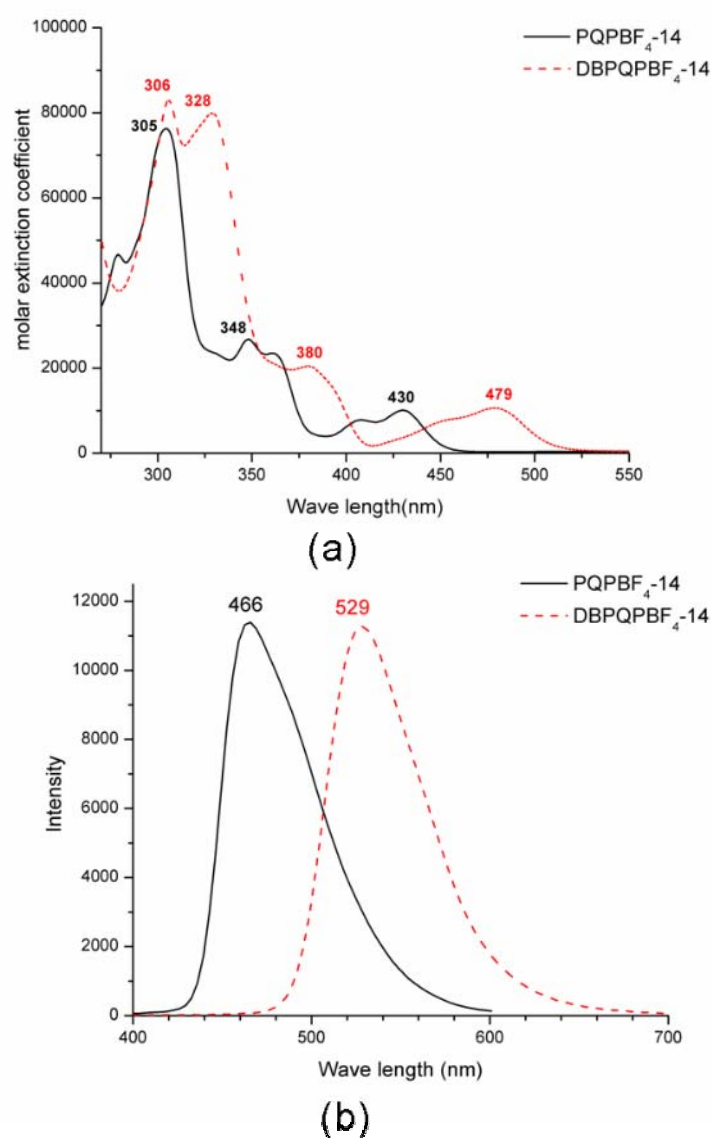 100000
80000
60000
40000
20000
0
molar extinction coefficient
PQPBF4-14
DBPQPBF4-14
306
328
305
348
380
430
479
300 350 400 450 500 550
Wave length(nm)
(a)
12000
10000
8000
6000
4000
2000
0
Intensity
PQPBF4-14
DBPQPBF4-14
466
529
400 500 600 700
Wave length (nm)
(b)